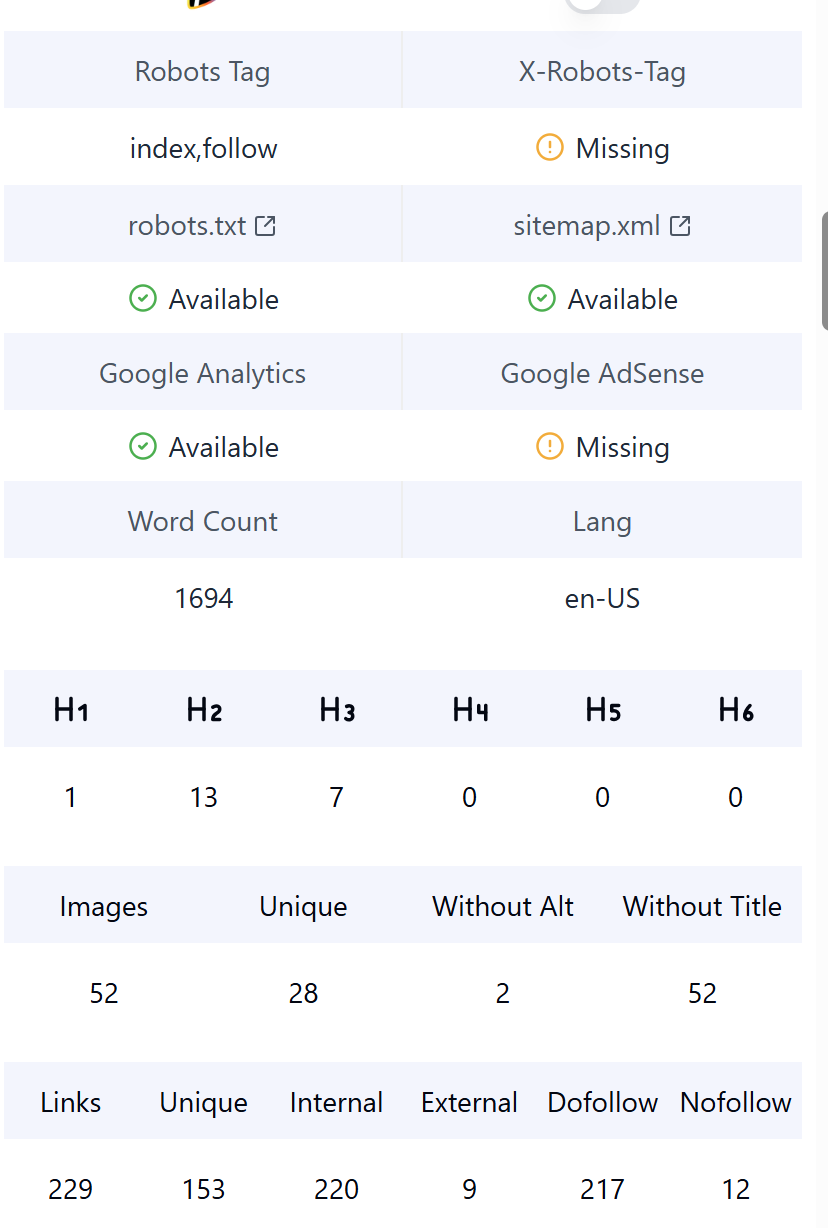 Robots Tag X-Robots-Tag
index,follow Missing
robots.txt sitemap.xml
Available Available
Google Analytics Google AdSense
Available Missing
Word Count Lang
1694 en-US
H1 H2 H3 H4 H5 H6
1 13 7 0 0 0
Images Unique Without Alt Without Title
52 28 2 52
Links Unique Internal External Dofollow Nofollow
229 153 220 9 217 12